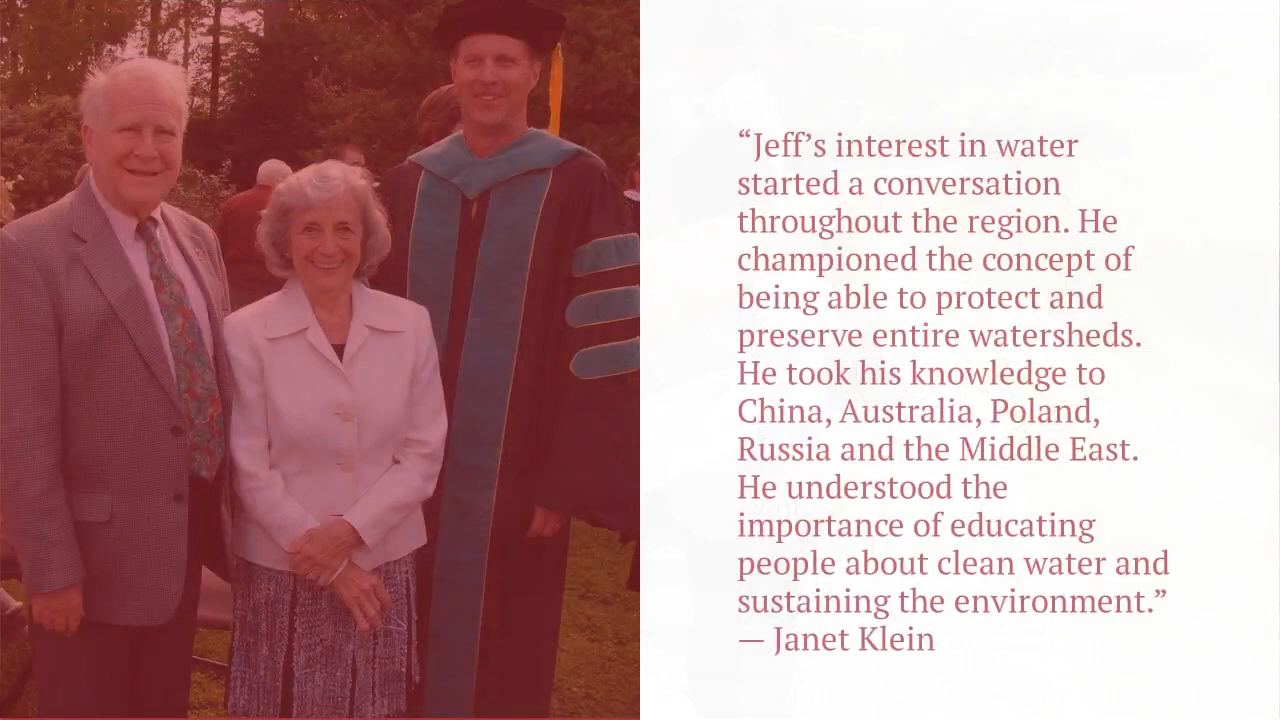 “Jeff’s interest in water
started a conversation
throughout the region. He
championed the concept of
being able to protect and
preserve entire watersheds.
He took his knowledge to
China, Australia, Poland,
Russia and the Middle East.
He understood the
importance of educating
people about clean water and
sustaining the environment.”
— Janet Klein